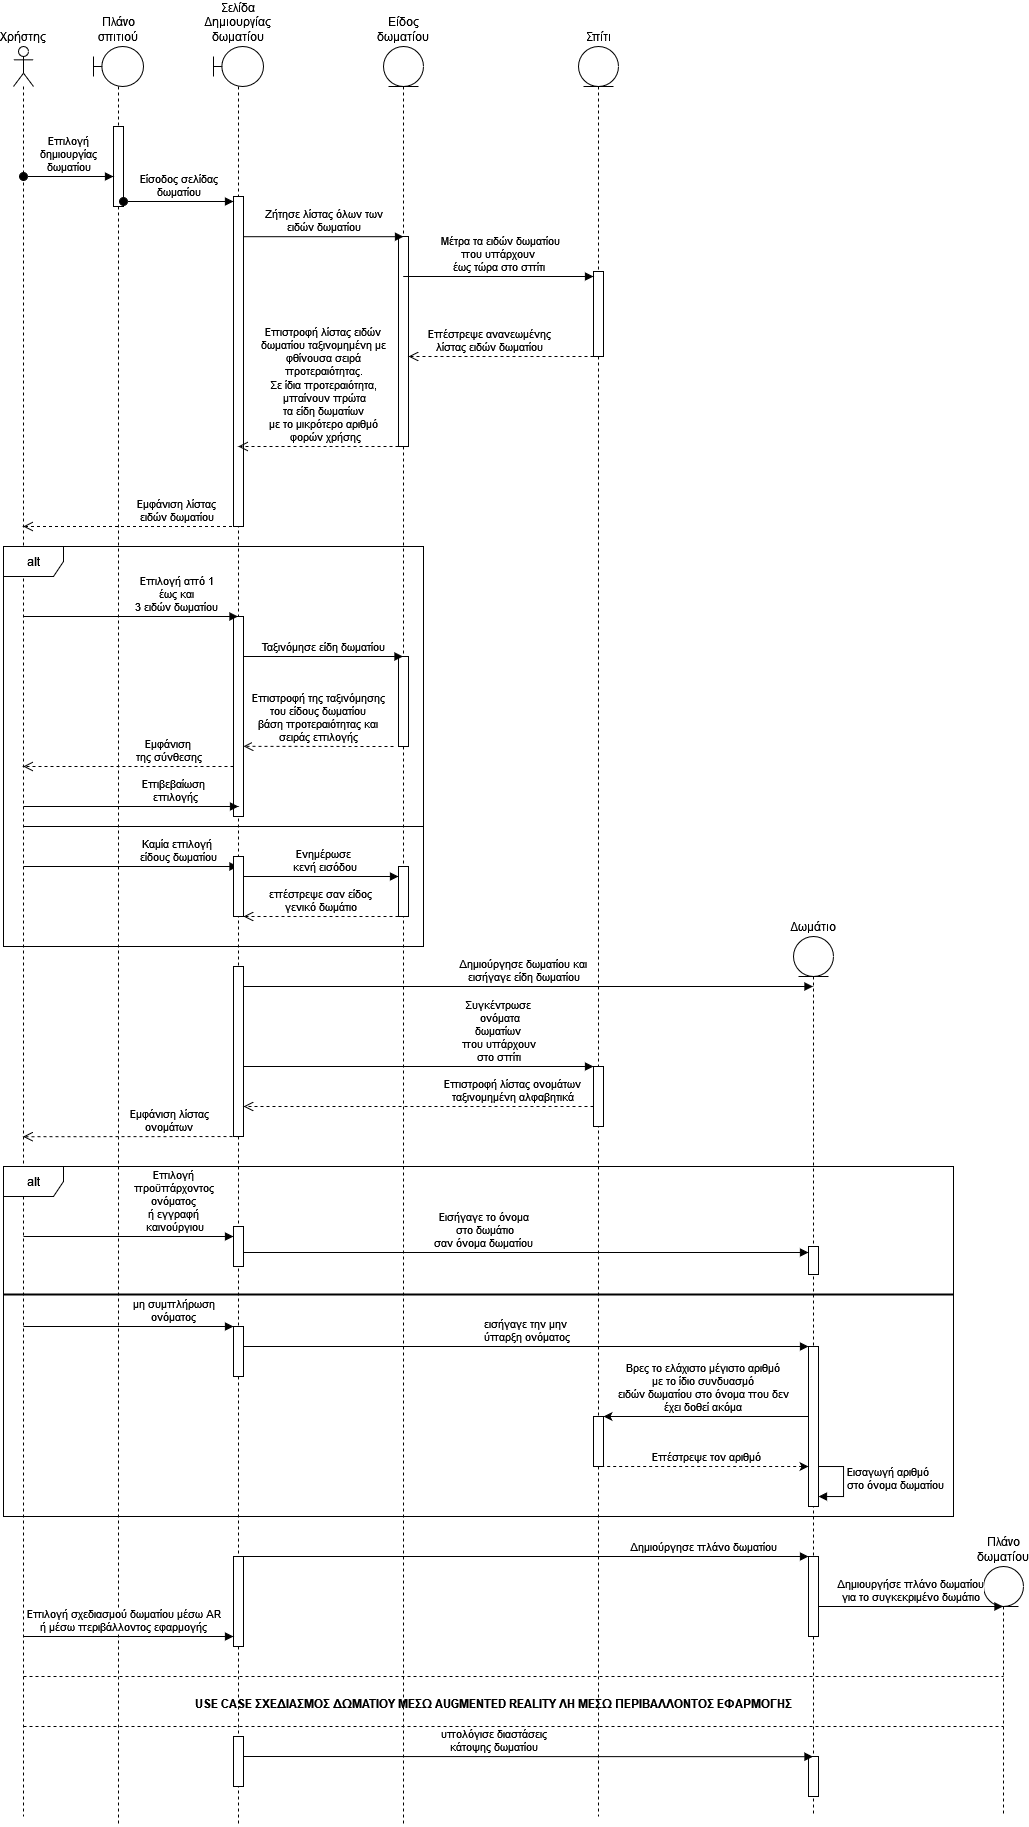 Χρήστης
Πλάνο
σπιτιού
Σελίδα
Δημιουργίας
δωματίου
Είδος
δωματίου
Σπίτι
Επιλογή
δημιουργίας
δωματίου
Είσοδος σελίδας
δωματίου
Ζήτησε λίστας όλων των
ειδών δωματίου
Μέτρα τα ειδών δωματίου
που υπάρχουν
έως τώρα στο σπίτι
Επέστρεψε ανανεωμένης
λίστας ειδών δωματίου
Επιστροφή λίστας ειδών
δωματίου ταξινομημένη με
φθίνουσα σειρά
προτεραιότητας.
Σε ίδια προτεραιότητα,
μπαίνουν πρώτα
τα είδη δωματίων
με το μικρότερο αριθμό
φορών χρήσης
Εμφάνιση λίστας
ειδών δωματίου
alt
Επιλογή από 1
έως και
3 ειδών δωματίου
Ταξινόμησε είδη δωματίου
Επιστροφή της ταξινόμησης
του είδους δωματίου
βάση προτεραιότητας και
σειράς επιλογής
Εμφάνιση
της σύνθεσης
Επιβεβαίωση
επιλογής
Καμία επιλογή
είδους δωματίου
Ενημέρωσε
κενή εισόδου
επέστρεψε σαν είδος
γενικό δωμάτιο
Δωμάτιο
Δημιούργησε δωματίου και
εισήγαγε είδη δωματίου
Συγκέντρωσε
ονόματα
δωματίων
που υπάρχουν
στο σπίτι
Επιστροφή λίστας ονομάτων
ταξινομημένη αλφαβητικά
Εμφάνιση λίστας
ονομάτων
alt
Επιλογή
προϋπάρχοντος
ονόματος
ή εγγραφή
καινούργιου
Εισήγαγε το όνομα
στο δωμάτιο
σαν όνομα δωματίου
μη συμπλήρωση
ονόματος
εισήγαγε την μην
ύπαρξη ονόματος
Βρες το ελάχιστο μέγιστο αριθμό
με το ίδιο συνδυασμό
ειδών δωματίου στο όνομα που δεν
έχει δοθεί ακόμα
Επέστρεψε τον αριθμό
Εισαγωγή αριθμό
στο όνομα δωματίου
Πλάνο
δωματίου
Δημιούργησε πλάνο δωματίου
Δημιουργήσε πλάνο δωματίου
για το συγκεκριμένο δωμάτιο
Επιλογή σχεδιασμού δωματίου μέσω AR
ή μέσω περιβάλλοντος εφαρμογής
USE CASE ΣΧΕΔΙΑΣΜΟΣ ΔΩΜΑΤΙΟΥ ΜΕΣΩ AUGMENTED REALITY ΛΗ ΜΕΣΩ ΠΕΡΙΒΑΛΛΟΝΤΟΣ ΕΦΑΡΜΟΓΗΣ
υπολόγισε διαστάσεις
κάτοψης δωματίου